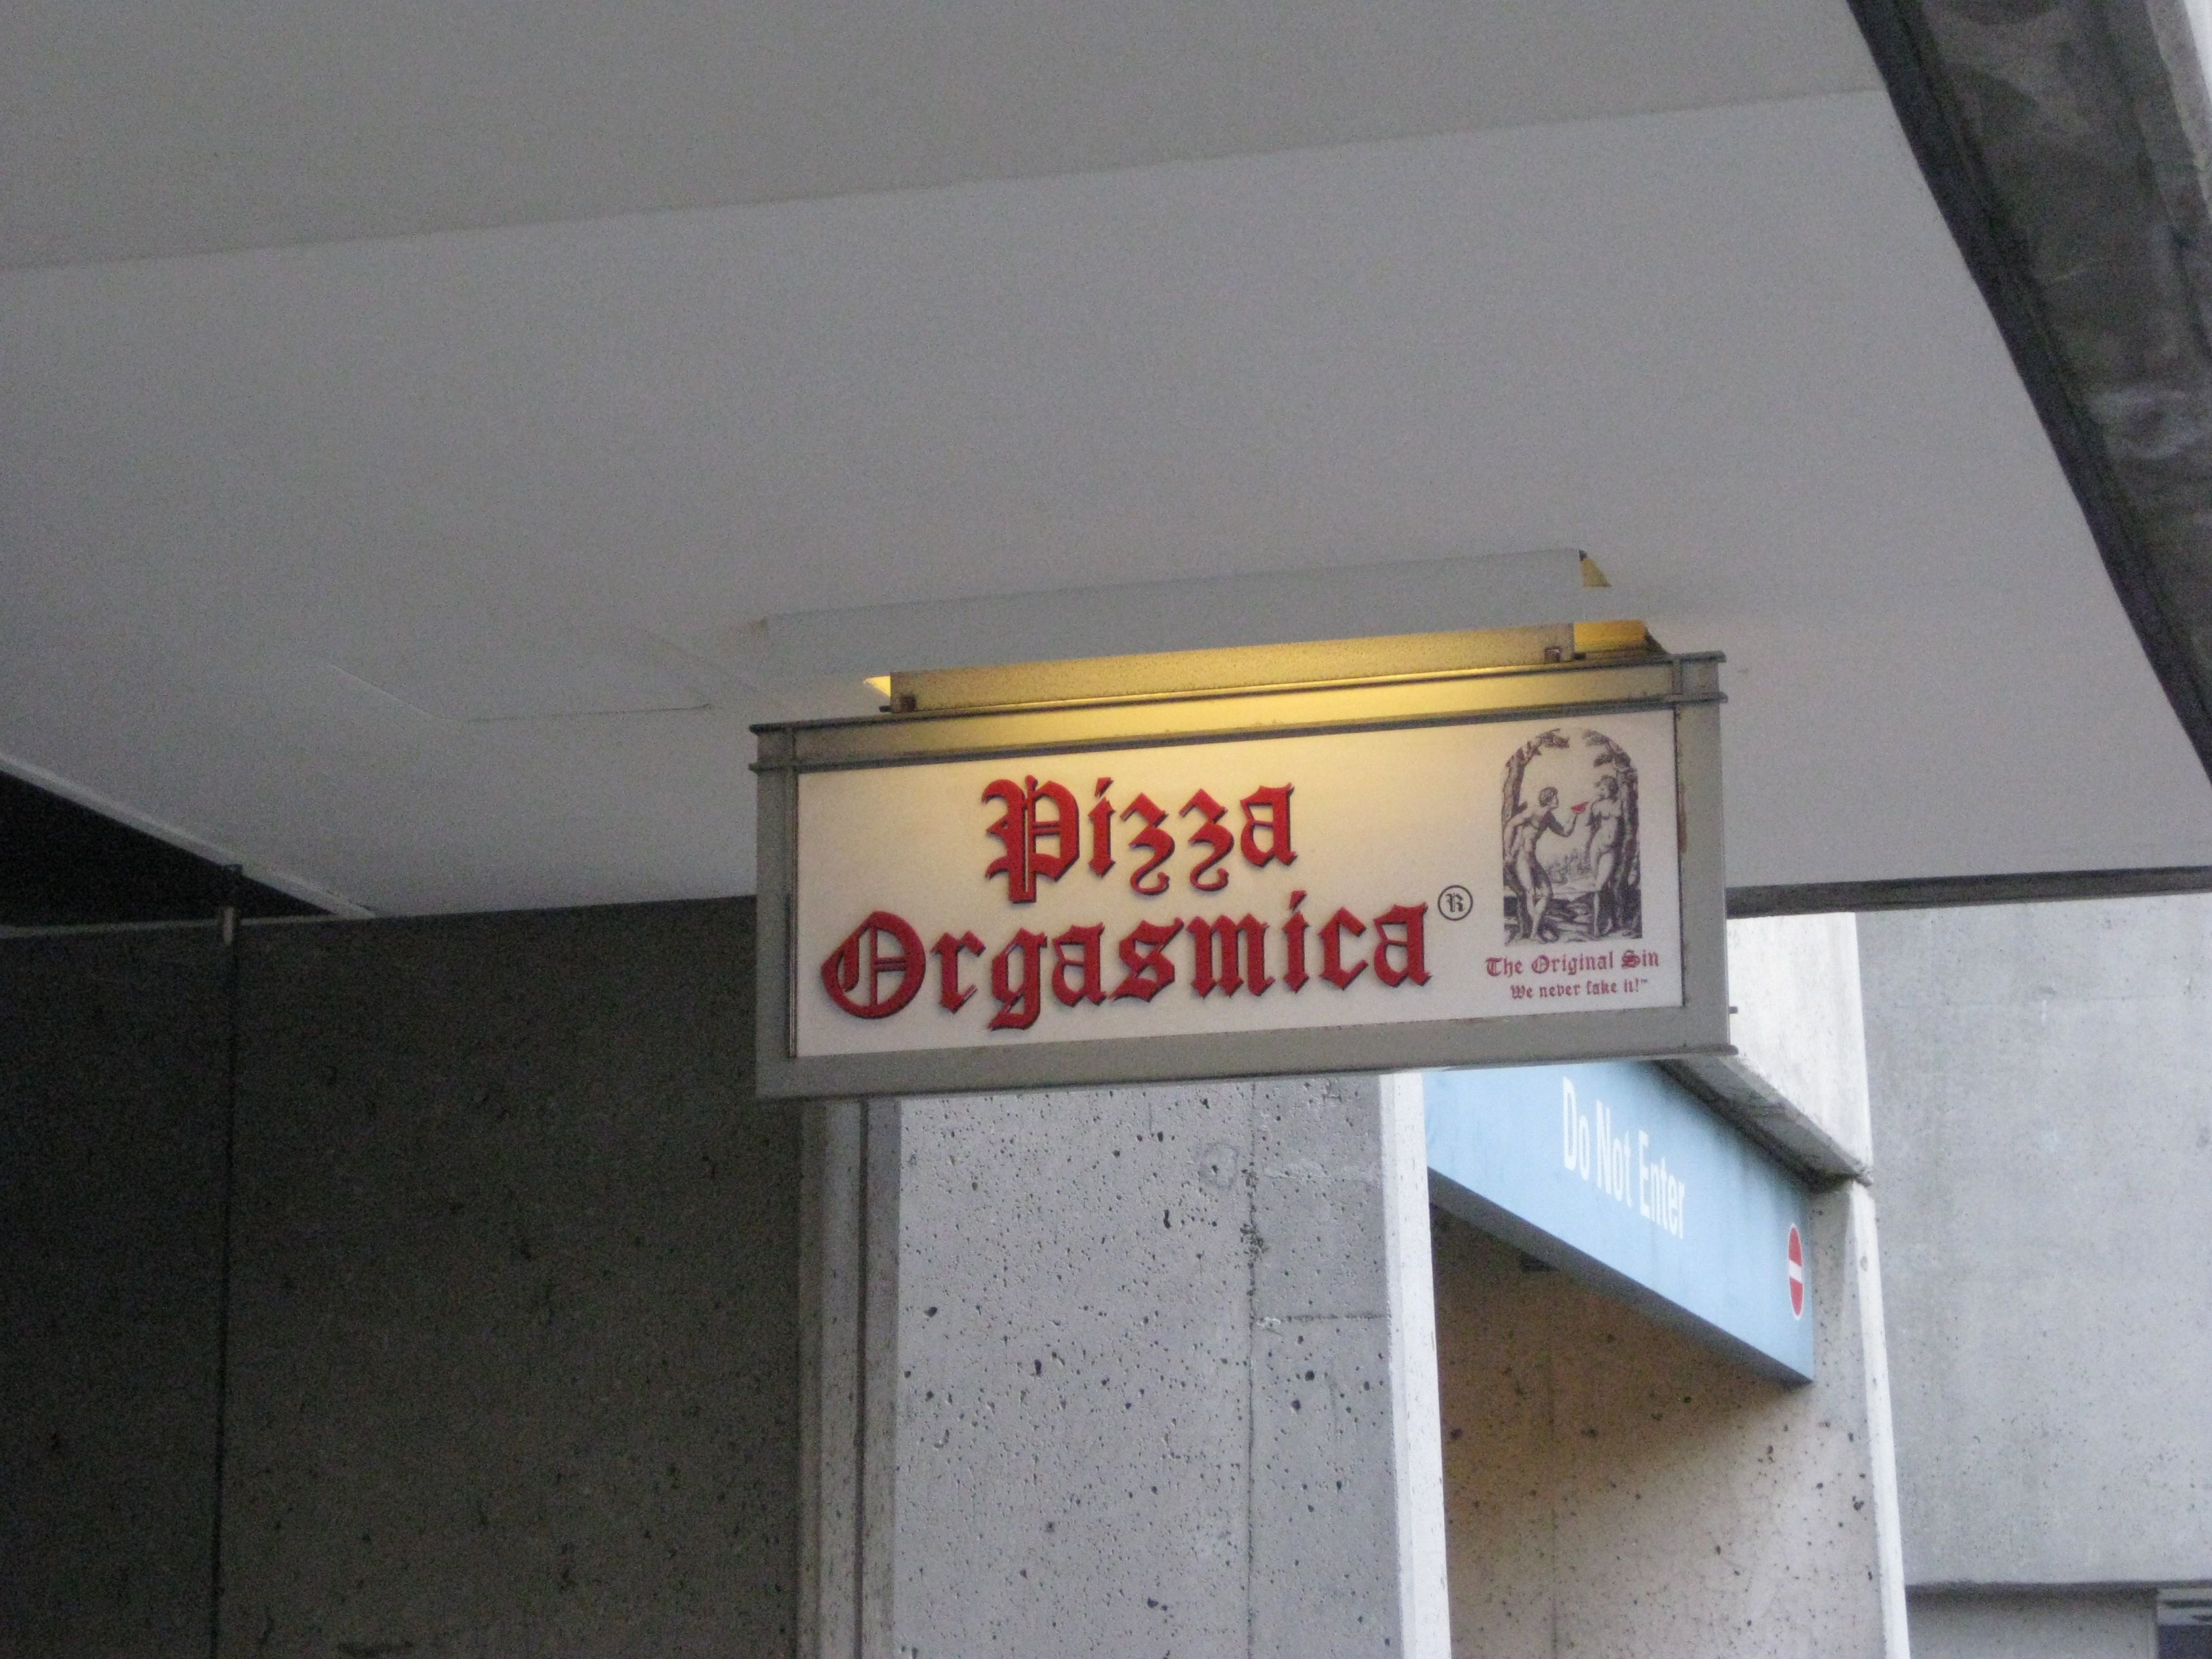 Pizza
Orgasmica®
The Original Sin
We never fake it!™
Do Not Enter